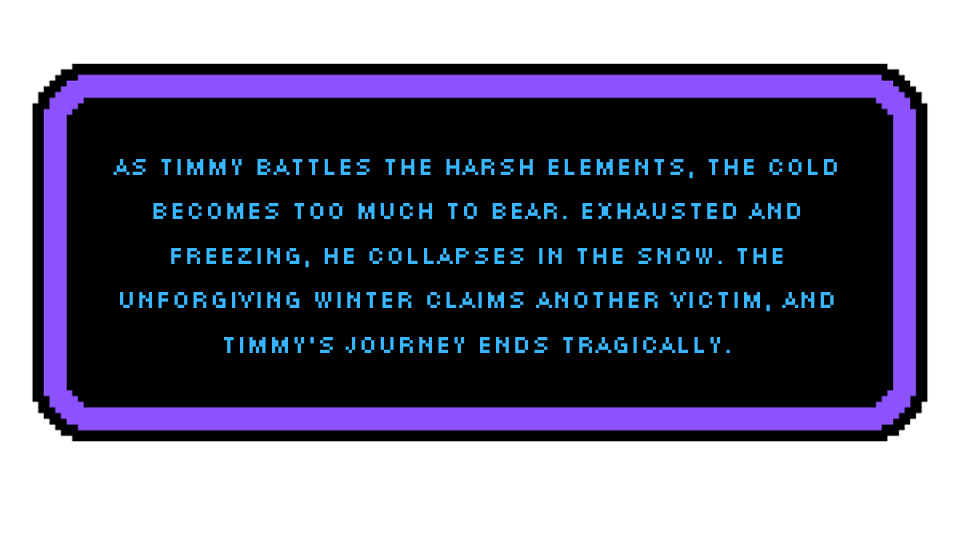 AS TIMMY BATTLES THE HARSH ELEMENTS, THE COLD
BECOMES TOO MUCH TO BEAR. EXHAUSTED AND
FREEZING, HE COLLAPSES IN THE SNOW. THE
UNFORGIVING WINTER CLAIMS ANOTHER VICTIM, AND
TIMMY'S JOURNEY ENDS TRAGICALLY.